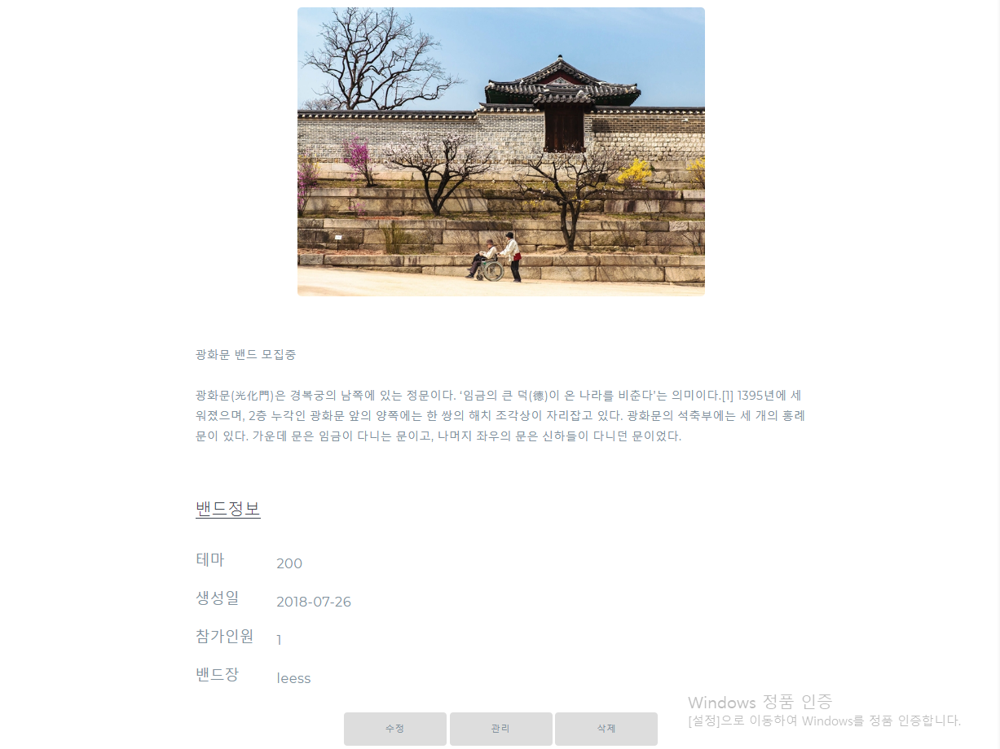 광화문 밴드 모집중
광화문(光化門)은 경복궁의 남쪽에 있는 정문이다. ‘임금의 큰 덕(德)이 온 나라를 비춘다’는 의미이다.[1] 1395년에 세
워졌으며, 2층 누각인 광화문 앞의 양쪽에는 한 쌍의 해치 조각상이 자리잡고 있다. 광화문의 석축부에는 세 개의 홍례
문이 있다. 가운데 문은 임금이 다니는 문이고, 나머지 좌우의 문은 신하들이 다니던 문이었다.
밴드정보
테마 200
생성일 2018-07-26
참가인원 1
밴드장 leess
Windows 정품 인증
[설정]으로 이동하여 Windows를 정품 인증합니다.
수정 관리 삭제